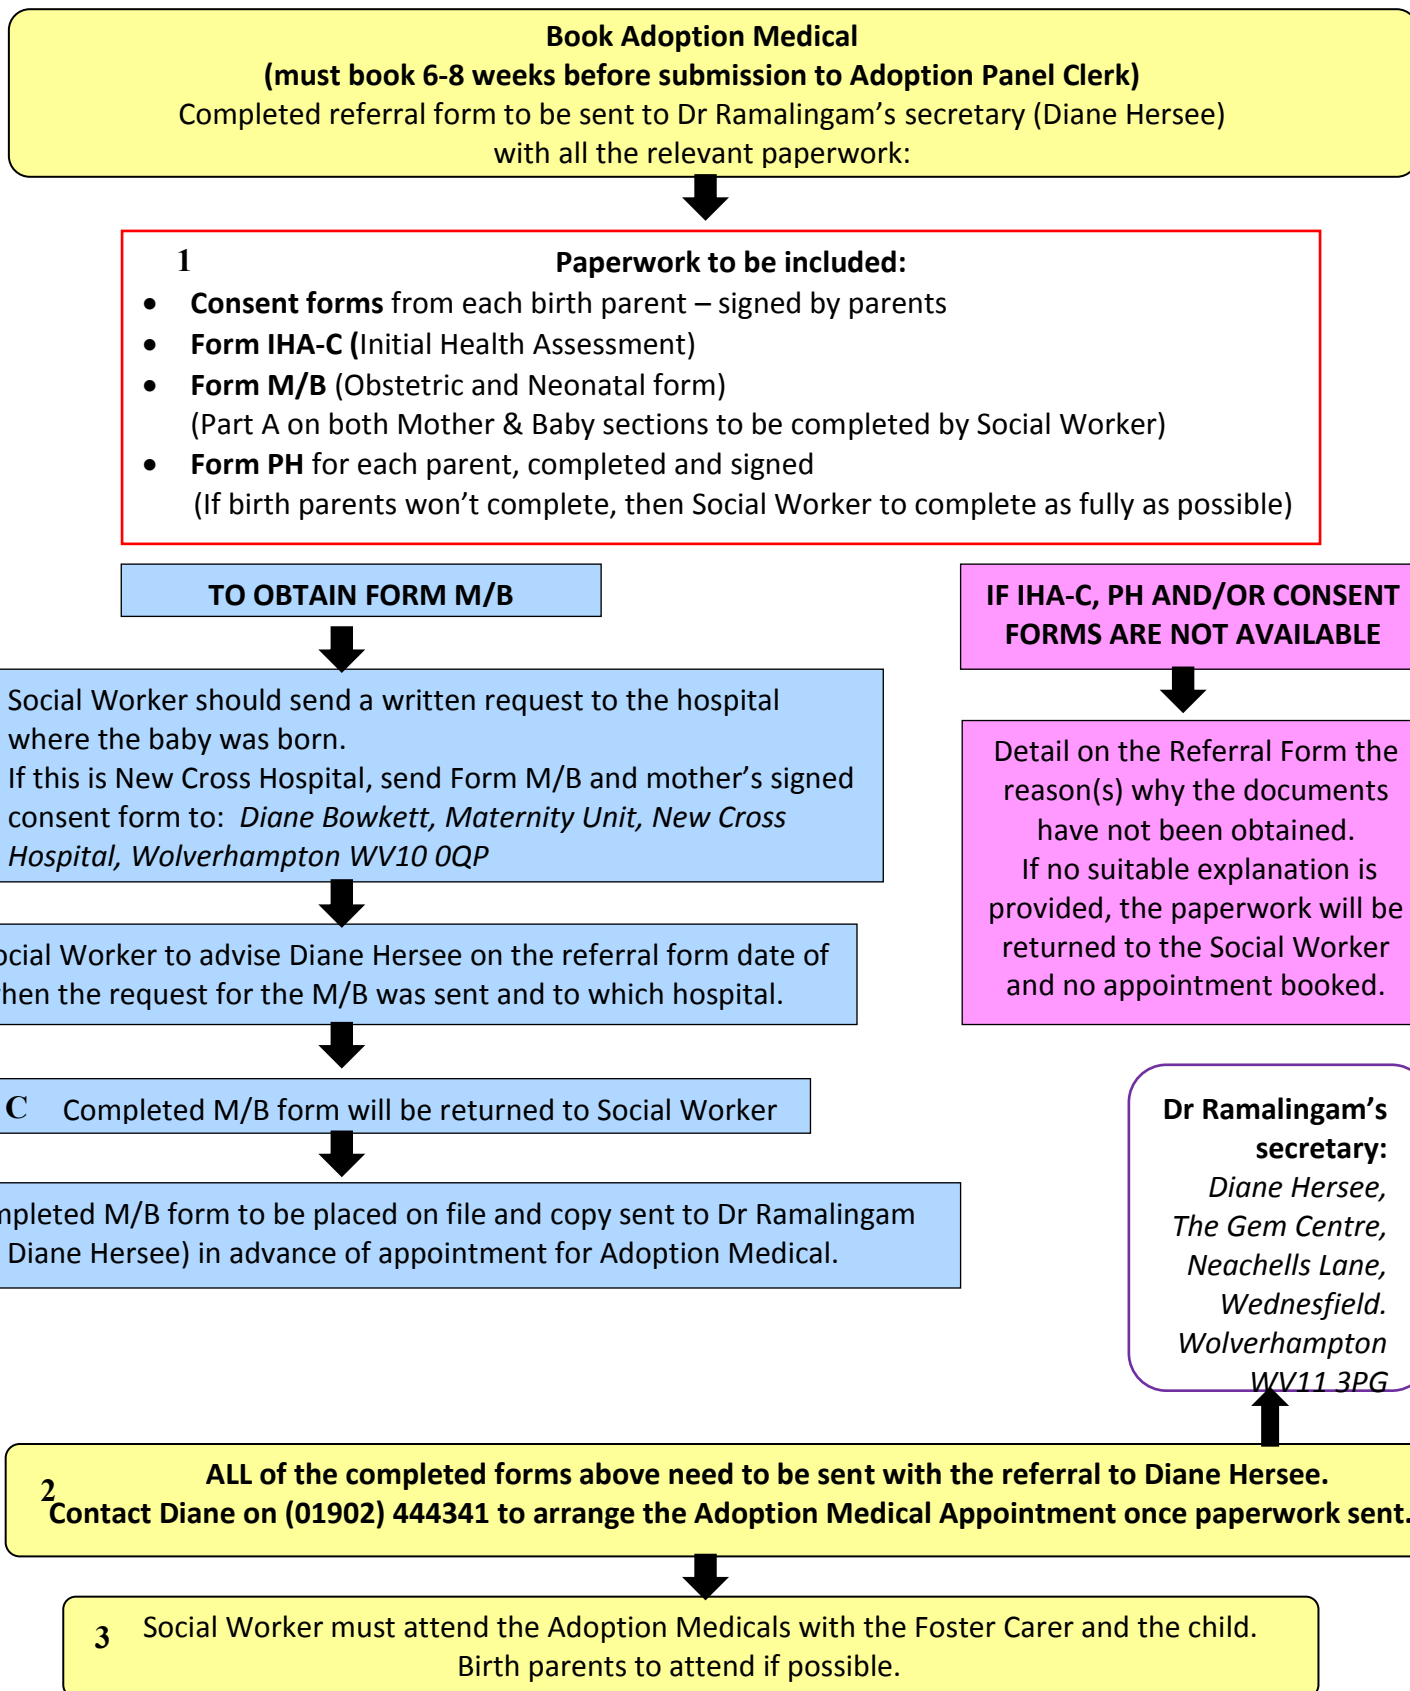 Book Adoption Medical
(must book 6-8 weeks before submission to Adoption Panel Clerk)
Completed referral form to be sent to Dr Ramalingam’s secretary (Diane Hersee)
with all the relevant paperwork:
1 Paperwork to be included:
• Consent forms from each birth parent – signed by parents
• Form IHA-C (Initial Health Assessment)
• Form M/B (Obstetric and Neonatal form)
(Part A on both Mother & Baby sections to be completed by Social Worker)
• Form PH for each parent, completed and signed
(If birth parents won’t complete, then Social Worker to complete as fully as possible)
TO OBTAIN FORM M/B
Social Worker should send a written request to the hospital
where the baby was born.
If this is New Cross Hospital, send Form M/B and mother’s signed
consent form to: Diane Bowkett, Maternity Unit, New Cross
Hospital, Wolverhampton WV10 0QP
ocial Worker to advise Diane Hersee on the referral form date of
hen the request for the M/B was sent and to which hospital.
C Completed M/B form will be returned to Social Worker
mpleted M/B form to be placed on file and copy sent to Dr Ramalingam
Diane Hersee) in advance of appointment for Adoption Medical.
IF IHA-C, PH AND/OR CONSENT
FORMS ARE NOT AVAILABLE
Detail on the Referral Form the
reason(s) why the documents
have not been obtained.
If no suitable explanation is
provided, the paperwork will be
returned to the Social Worker
and no appointment booked.
Dr Ramalingam’s
secretary:
Diane Hersee,
The Gem Centre,
Neachells Lane,
Wednesfield.
Wolverhampton
WV11 3PG
2 ALL of the completed forms above need to be sent with the referral to Diane Hersee.
Contact Diane on (01902) 444341 to arrange the Adoption Medical Appointment once paperwork sent.
3 Social Worker must attend the Adoption Medicals with the Foster Carer and the child.
Birth parents to attend if possible.